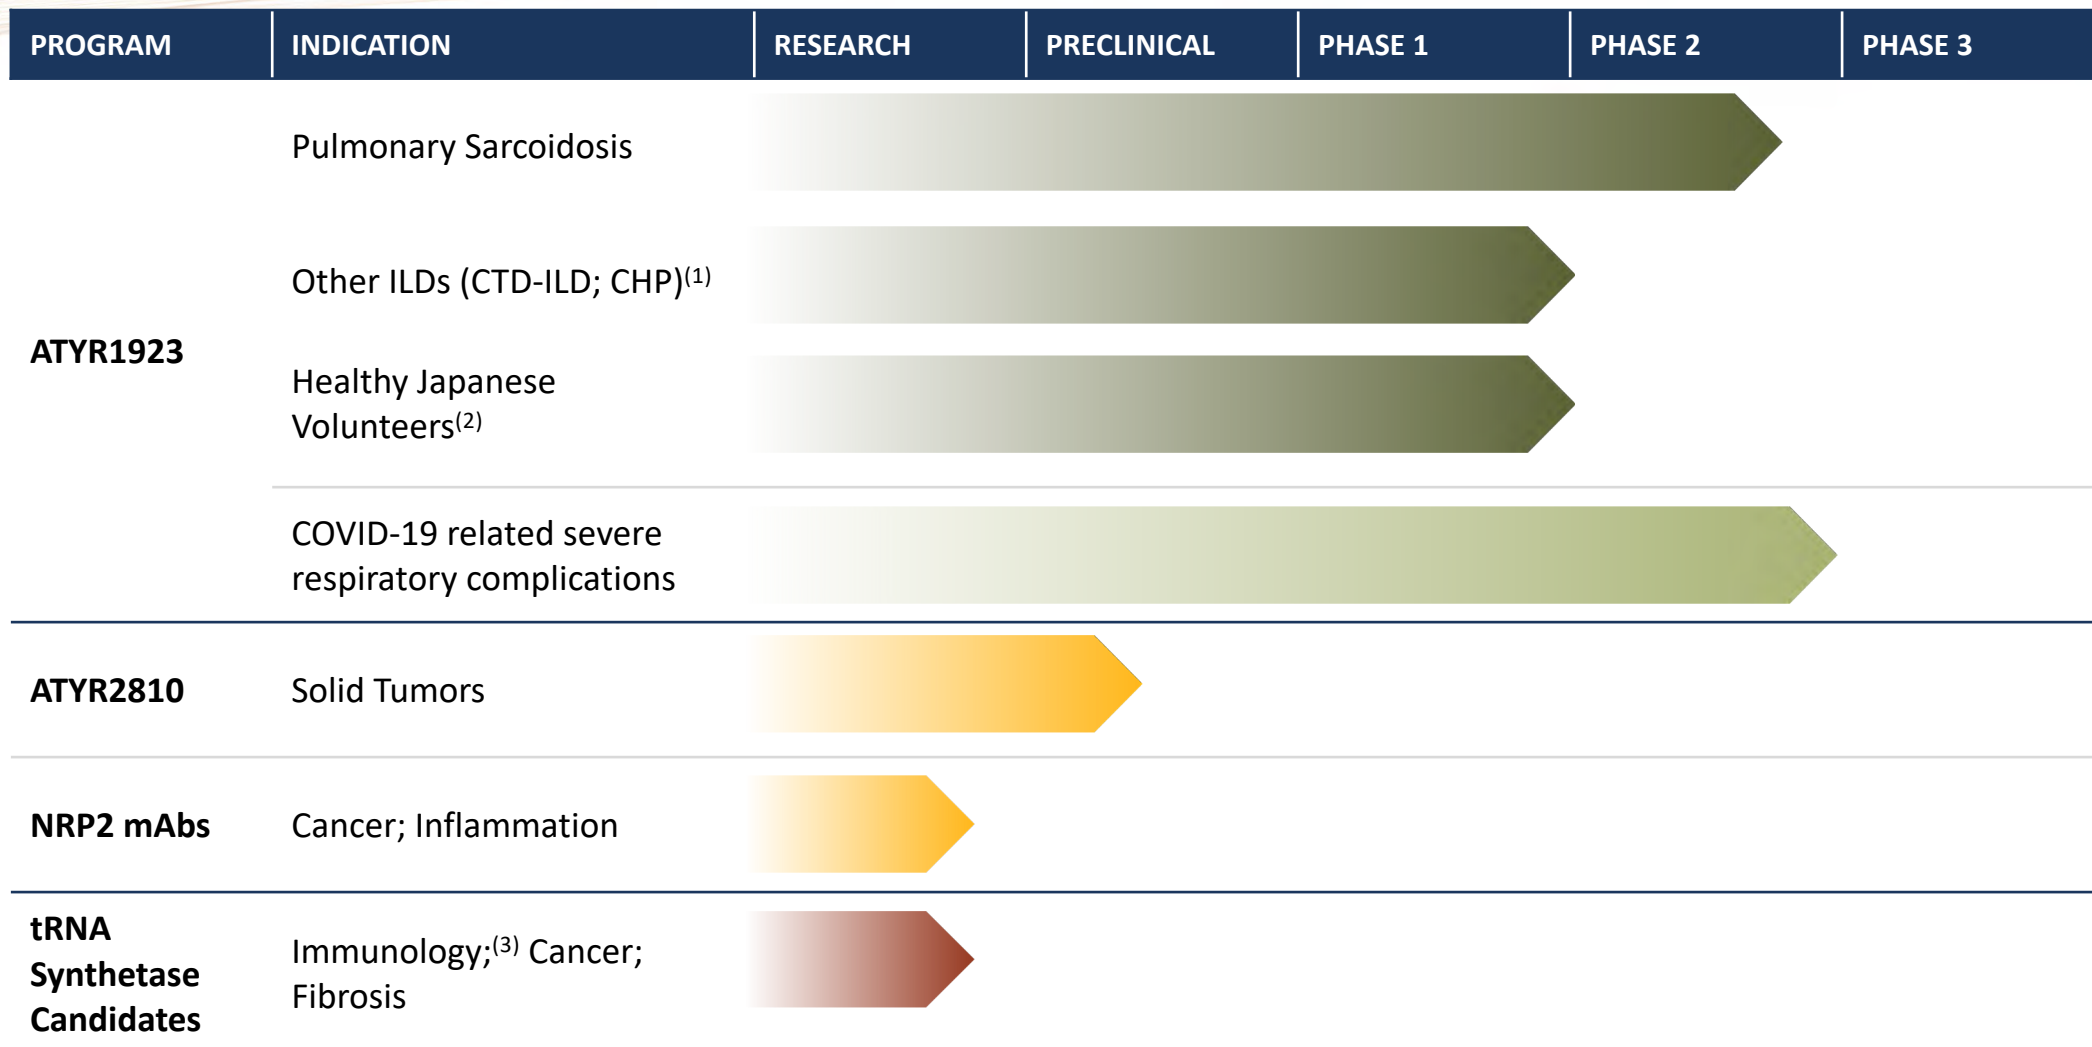 PROGRAM INDICATION RESEARCH PRECLINICAL PHASE 1 PHASE 2 PHASE 3
ATYR1923
Pulmonary Sarcoidosis
Other ILDs (CTD-ILD; CHP)(1)
Healthy Japanese
Volunteers(2)
COVID-19 related severe
respiratory complications
ATYR2810
Solid Tumors
NRP2 mAbs
Cancer; Inflammation
tRNA
Synthetase
Candidates
Immunology;(3) Cancer;
Fibrosis